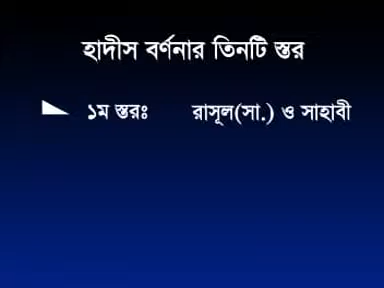 হাদীস বর্ণনার তিনটি স্তর
১ম স্তরঃ রাসূল(সা.) ও সাহাবী